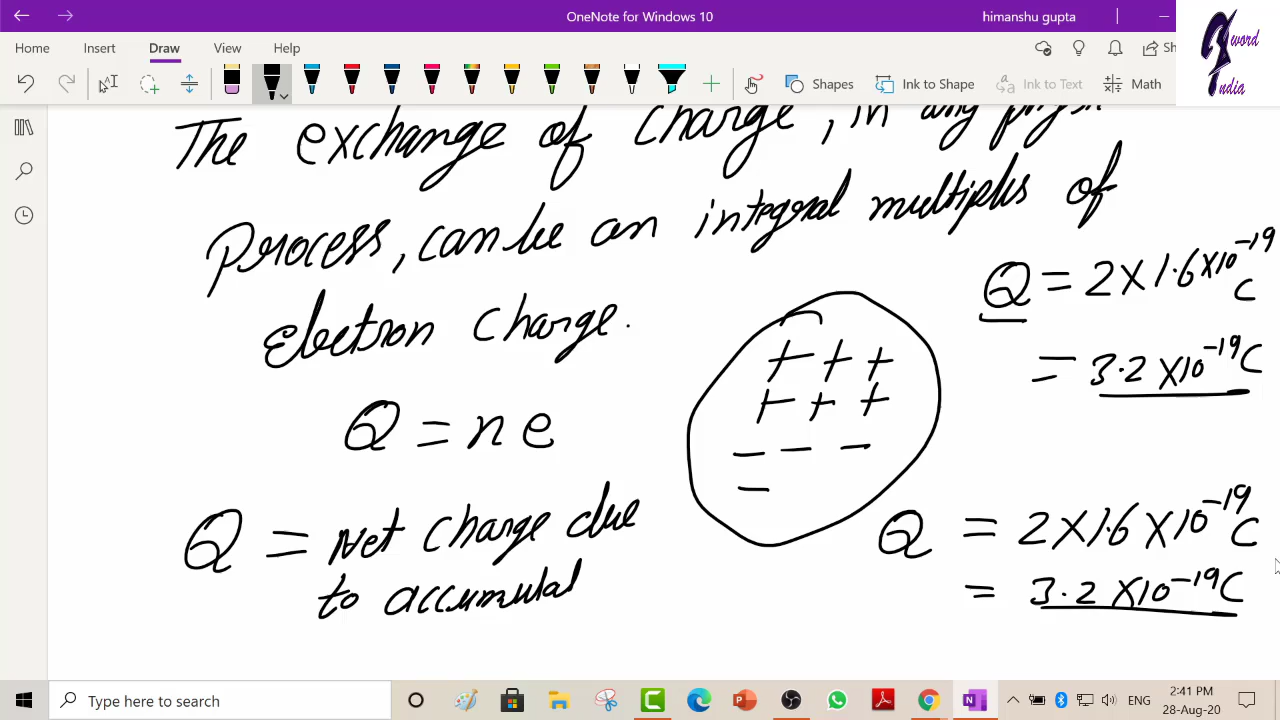 OneNote for Windows 10
himanshu gupta
Home Insert Draw View Help
Sh
Shapes Ink to Shape Ink to Text Math
Sword India
The exchange of charge, in any
process, can be an integral multiples of
electron charge.
Q = n e
Q = Net charge due
to accumulat
+ + +
+ + +
– – –
–
Q = 2 X 1.6 X 10⁻¹⁹ C
= 3.2 X 10⁻¹⁹ C
Q = 2 X 1.6 X 10⁻¹⁹ C
= 3.2 X 10⁻¹⁹ C
Type here to search
2:41 PM
28-Aug-20